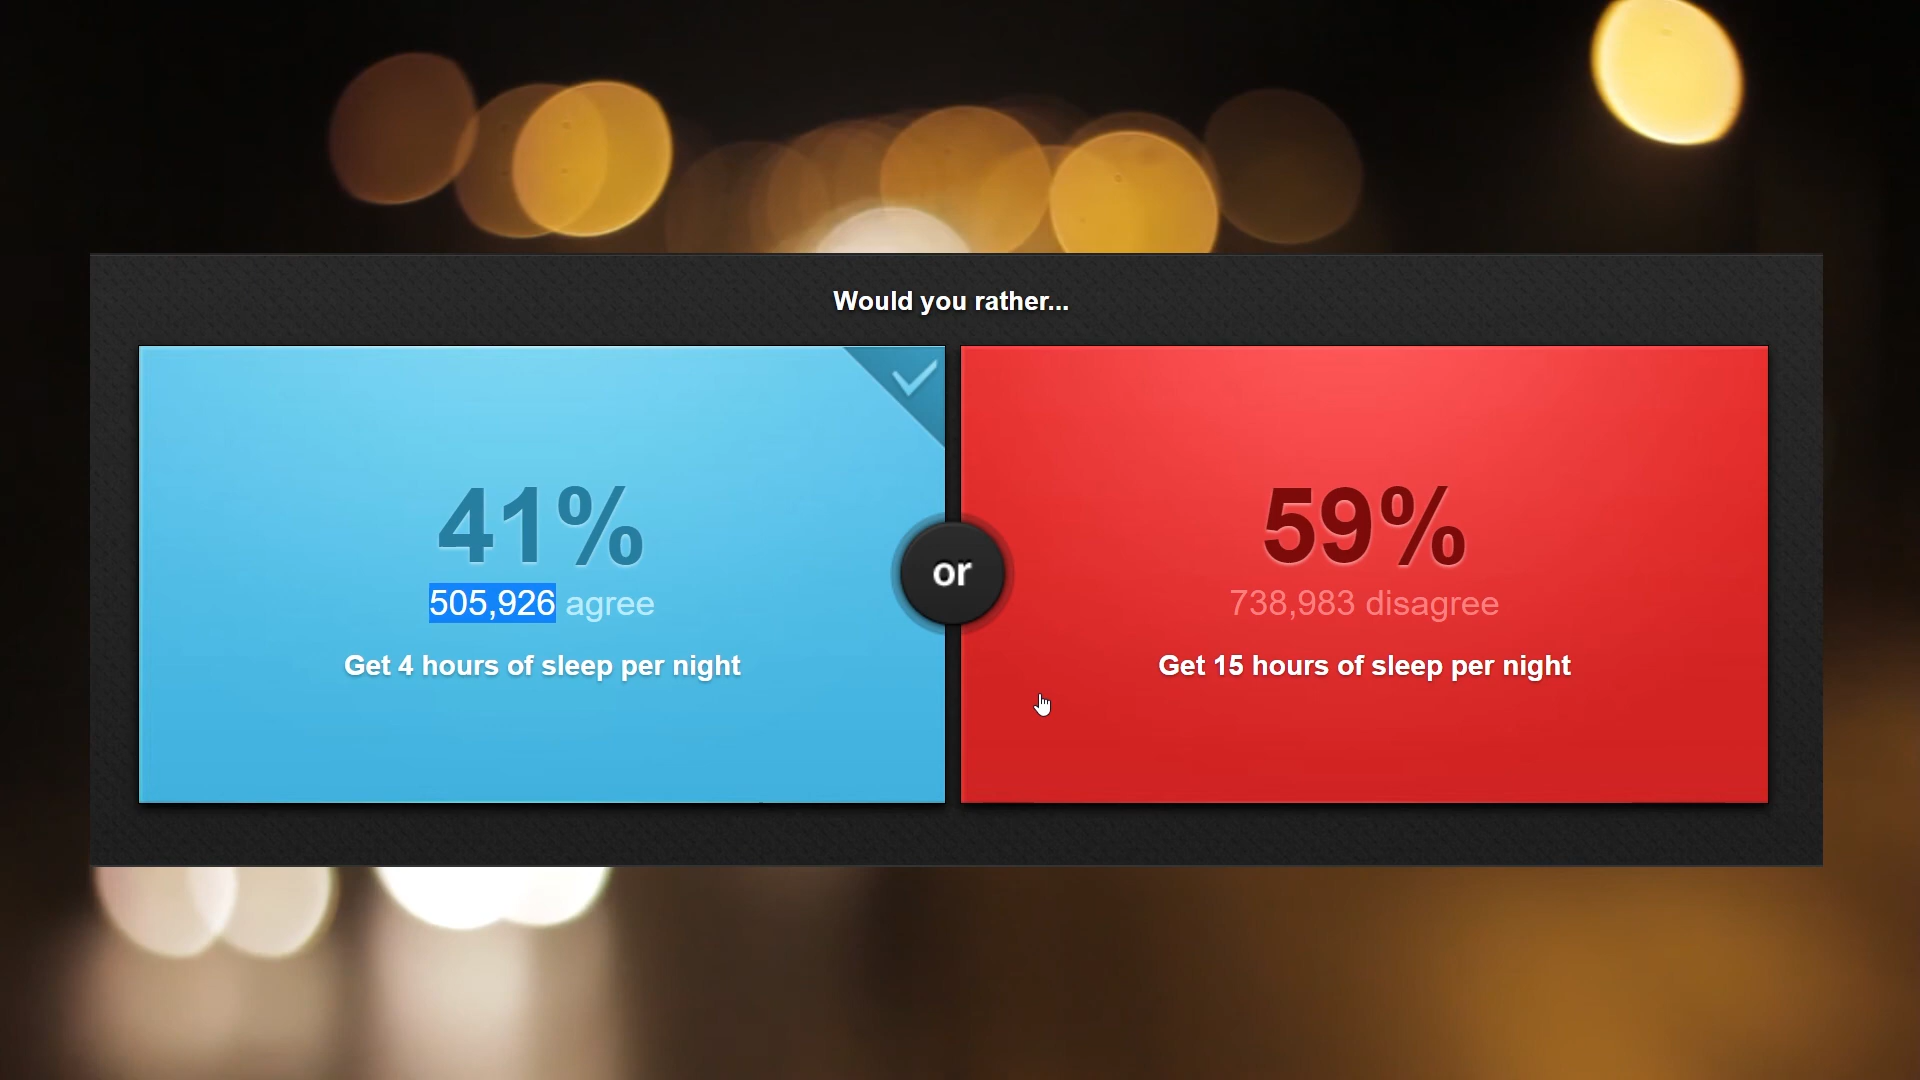 Would you rather...
41%
505,926 agree
Get 4 hours of sleep per night
or
59%
738,983 disagree
Get 15 hours of sleep per night